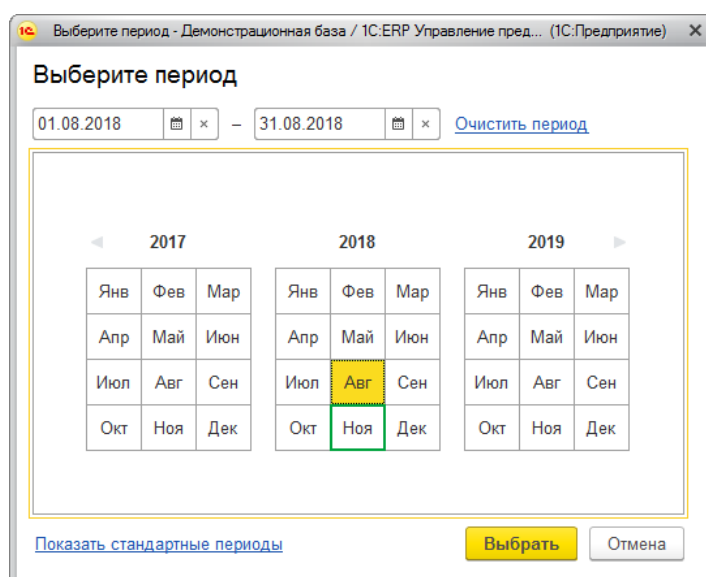 1С Выберите период - Демонстрационная база / 1С:ERP Управление пред... (1С:Предприятие) ×
Выберите период
01.08.2018 × – 31.08.2018 × Очистить период
2017 2018 2019
Янв Фев Мар Янв Фев Мар Янв Фев Мар
Апр Май Июн Апр Май Июн Апр Май Июн
Июл Авг Сен Июл Авг Сен Июл Авг Сен
Окт Ноя Дек Окт Ноя Дек Окт Ноя Дек
Показать стандартные периоды Выбрать Отмена